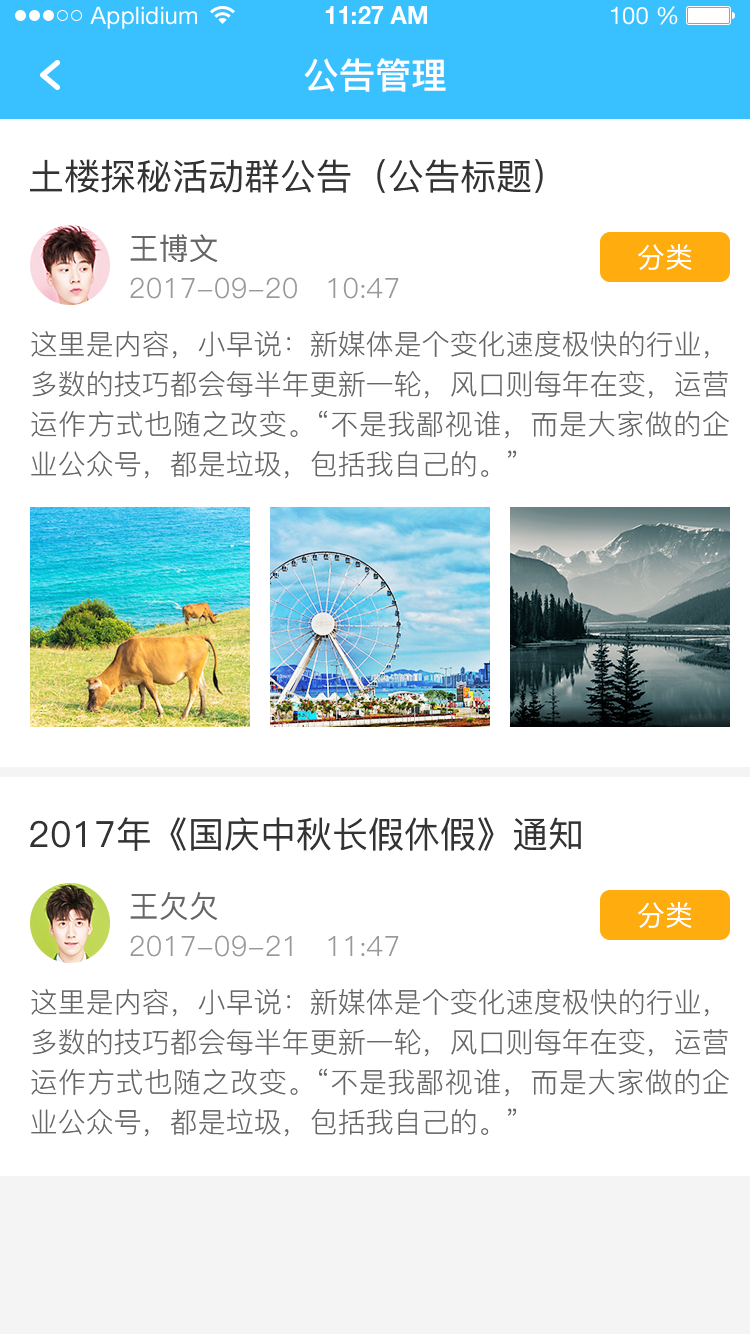 Applidium 11:27 AM 100 %
公告管理
土楼探秘活动群公告（公告标题）
王博文
分类
2017-09-20 10:47
这里是内容，小早说：新媒体是个变化速度极快的行业，
多数的技巧都会每半年更新一轮，风口则每年在变，运营
运作方式也随之改变。“不是我鄙视谁，而是大家做的企
业公众号，都是垃圾，包括我自己的。”
2017年《国庆中秋长假休假》通知
王欠欠
分类
2017-09-21 11:47
这里是内容，小早说：新媒体是个变化速度极快的行业，
多数的技巧都会每半年更新一轮，风口则每年在变，运营
运作方式也随之改变。“不是我鄙视谁，而是大家做的企
业公众号，都是垃圾，包括我自己的。”